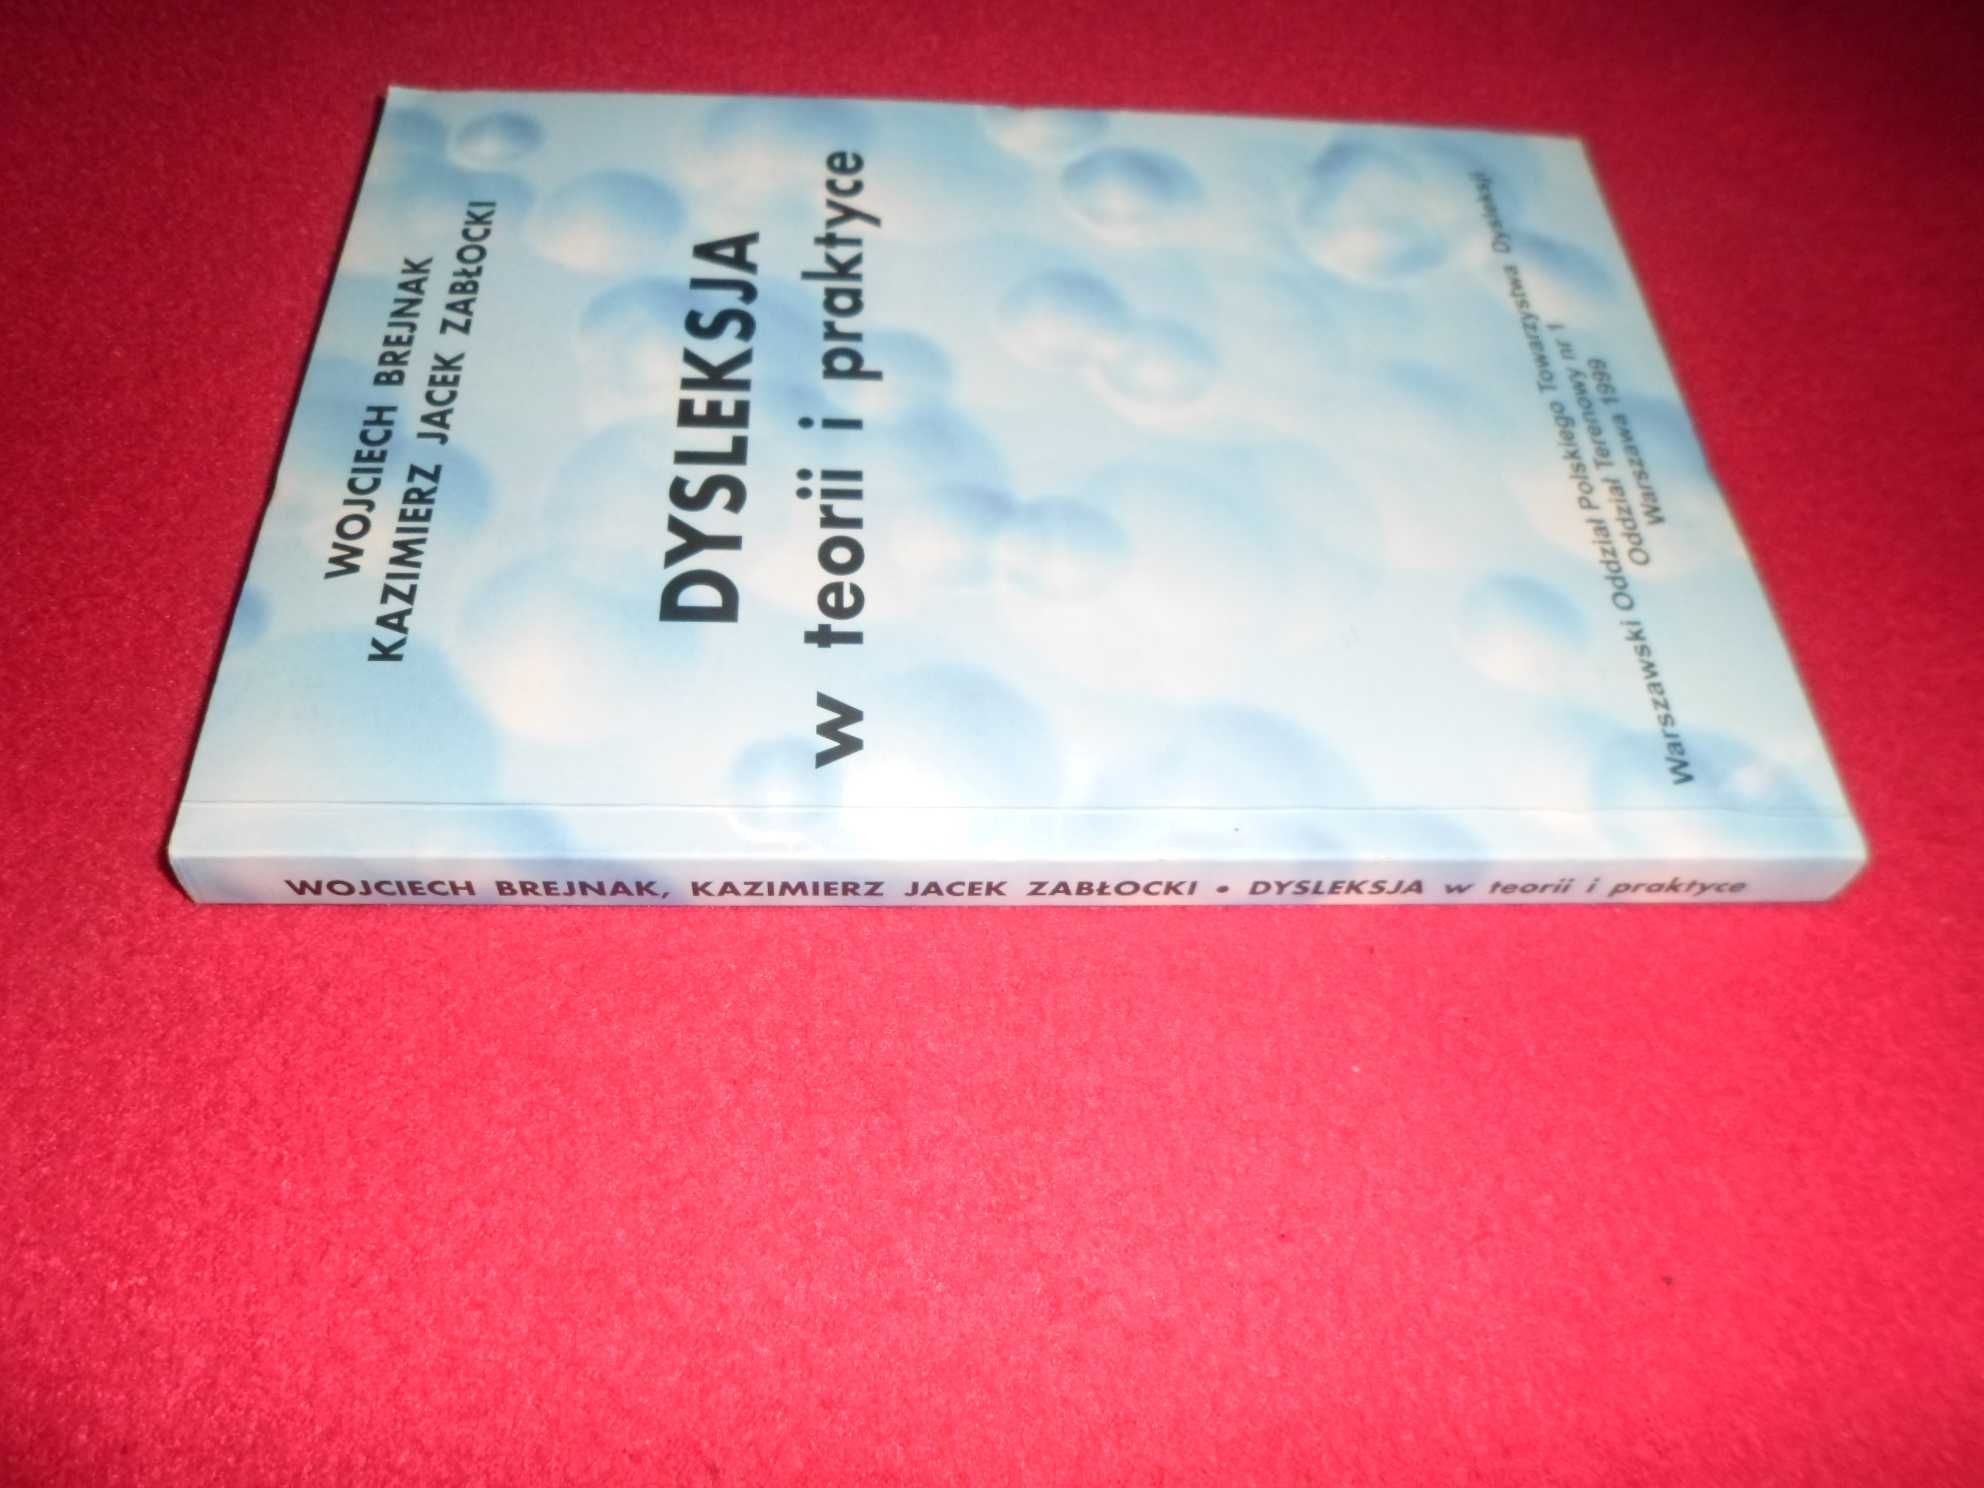 WOJCIECH BREJNAK
KAZIMIERZ JACEK ZABŁOCKI
DYSLEKSJA
w teorii i praktyce
Warszawski Oddział Polskiego Towarzystwa Dysleksji
Oddział Terenowy nr 1
Warszawa 1999
WOJCIECH BREJNAK, KAZIMIERZ JACEK ZABŁOCKI • DYSLEKSJA w teorii i praktyce